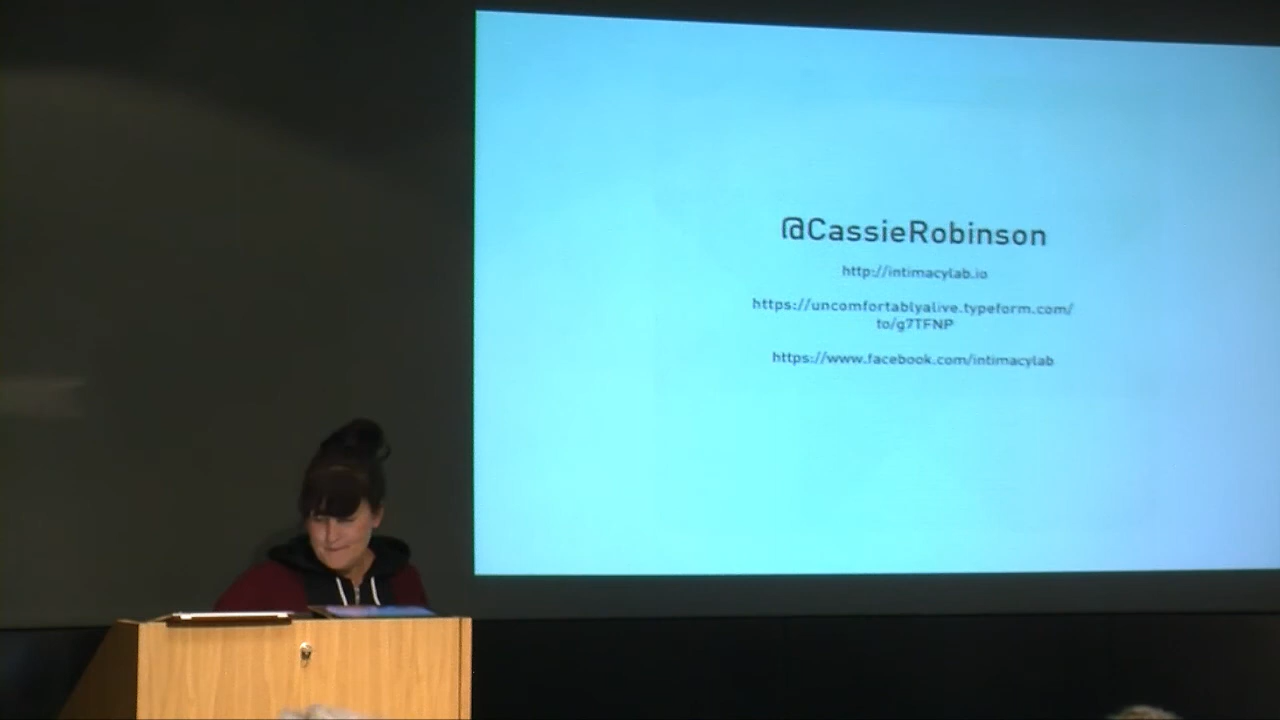 @CassieRobinson
http://intimacylab.io
https://uncomfortablyalive.typeform.com/
to/g7TFNP
https://www.facebook.com/intimacylab